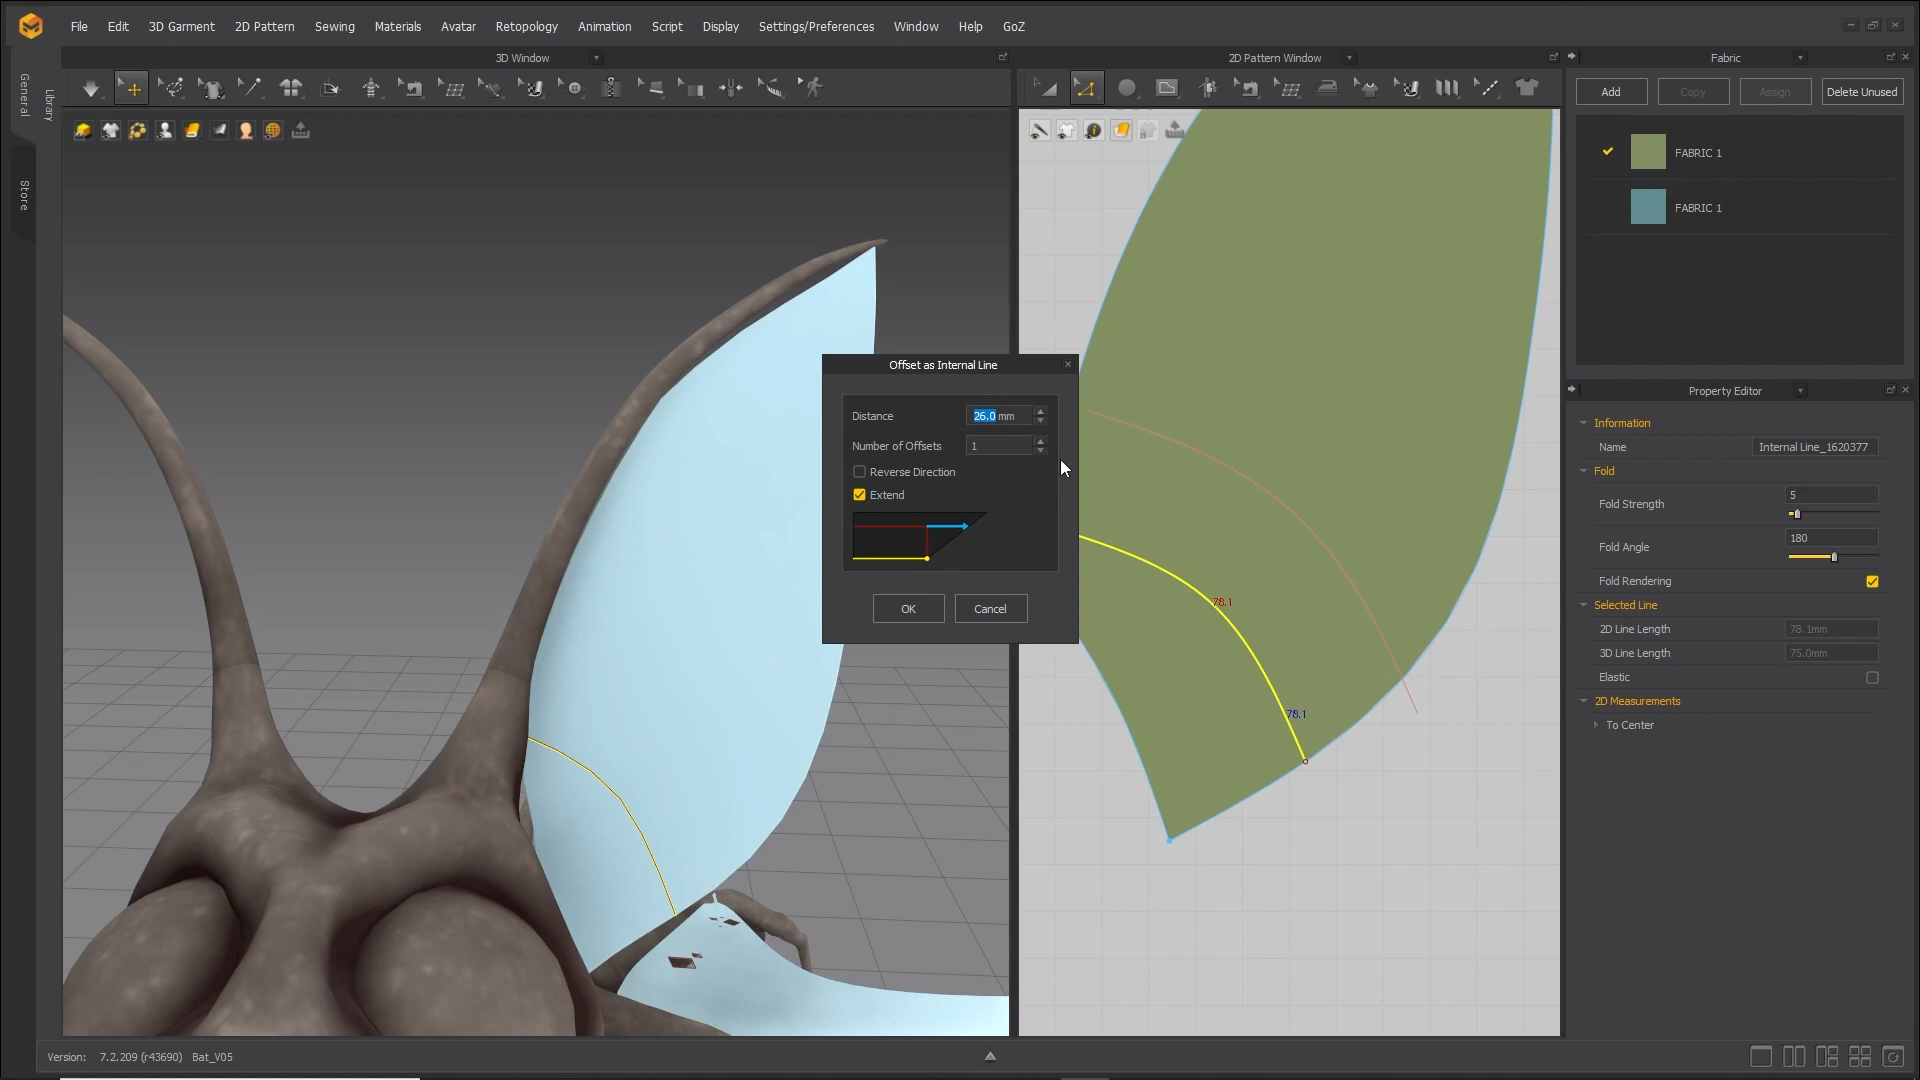 File Edit 3D Garment 2D Pattern Sewing Materials Avatar Retopology Animation Script Display Settings/Preferences Window Help GoZ
3D Window
2D Pattern Window
Fabric
General
Library
Store
Add Copy Assign Delete Unused
FABRIC 1
FABRIC 1
Offset as Internal Line
Distance 26.0 mm
Number of Offsets 1
Reverse Direction
Extend
OK Cancel
78.1
78.1
Property Editor
Information
Name Internal Line_1620377
Fold
Fold Strength 5
Fold Angle 180
Fold Rendering
Selected Line
2D Line Length 78.1mm
3D Line Length 75.0mm
Elastic
2D Measurements
To Center
Version: 7.2.209 (r43690) Bat_V05